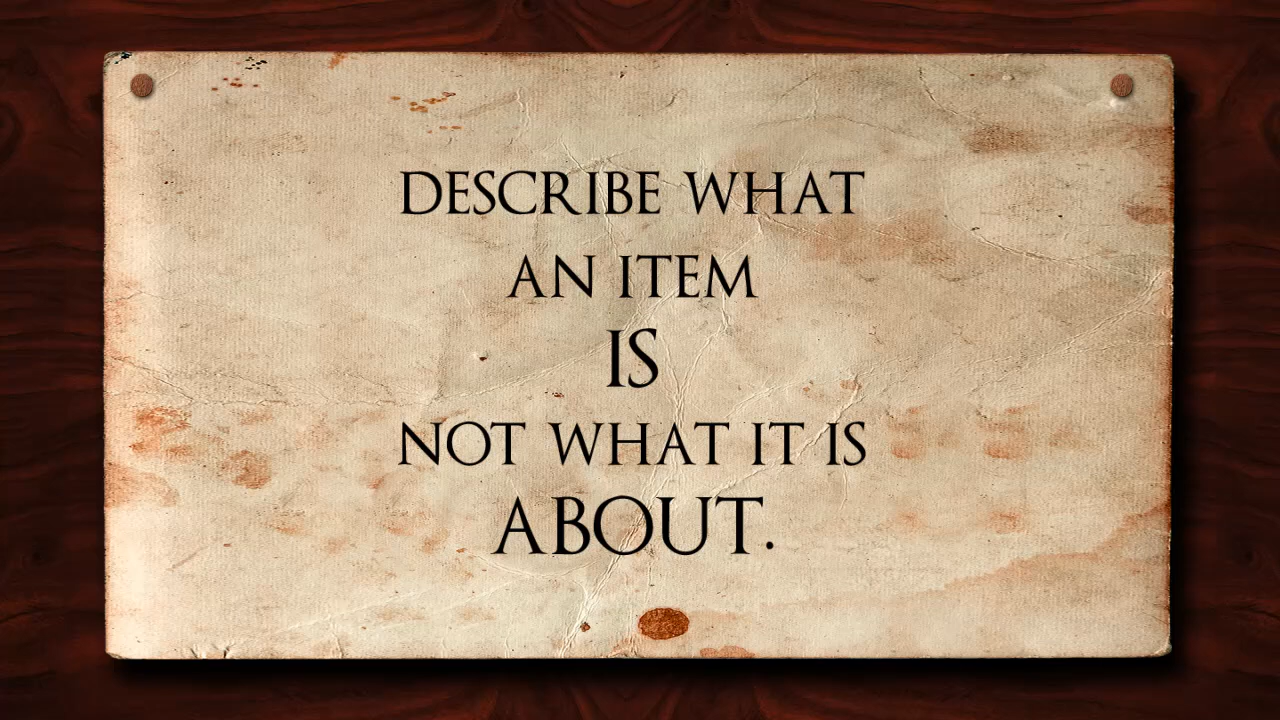 DESCRIBE WHAT
AN ITEM
IS
NOT WHAT IT IS
ABOUT.